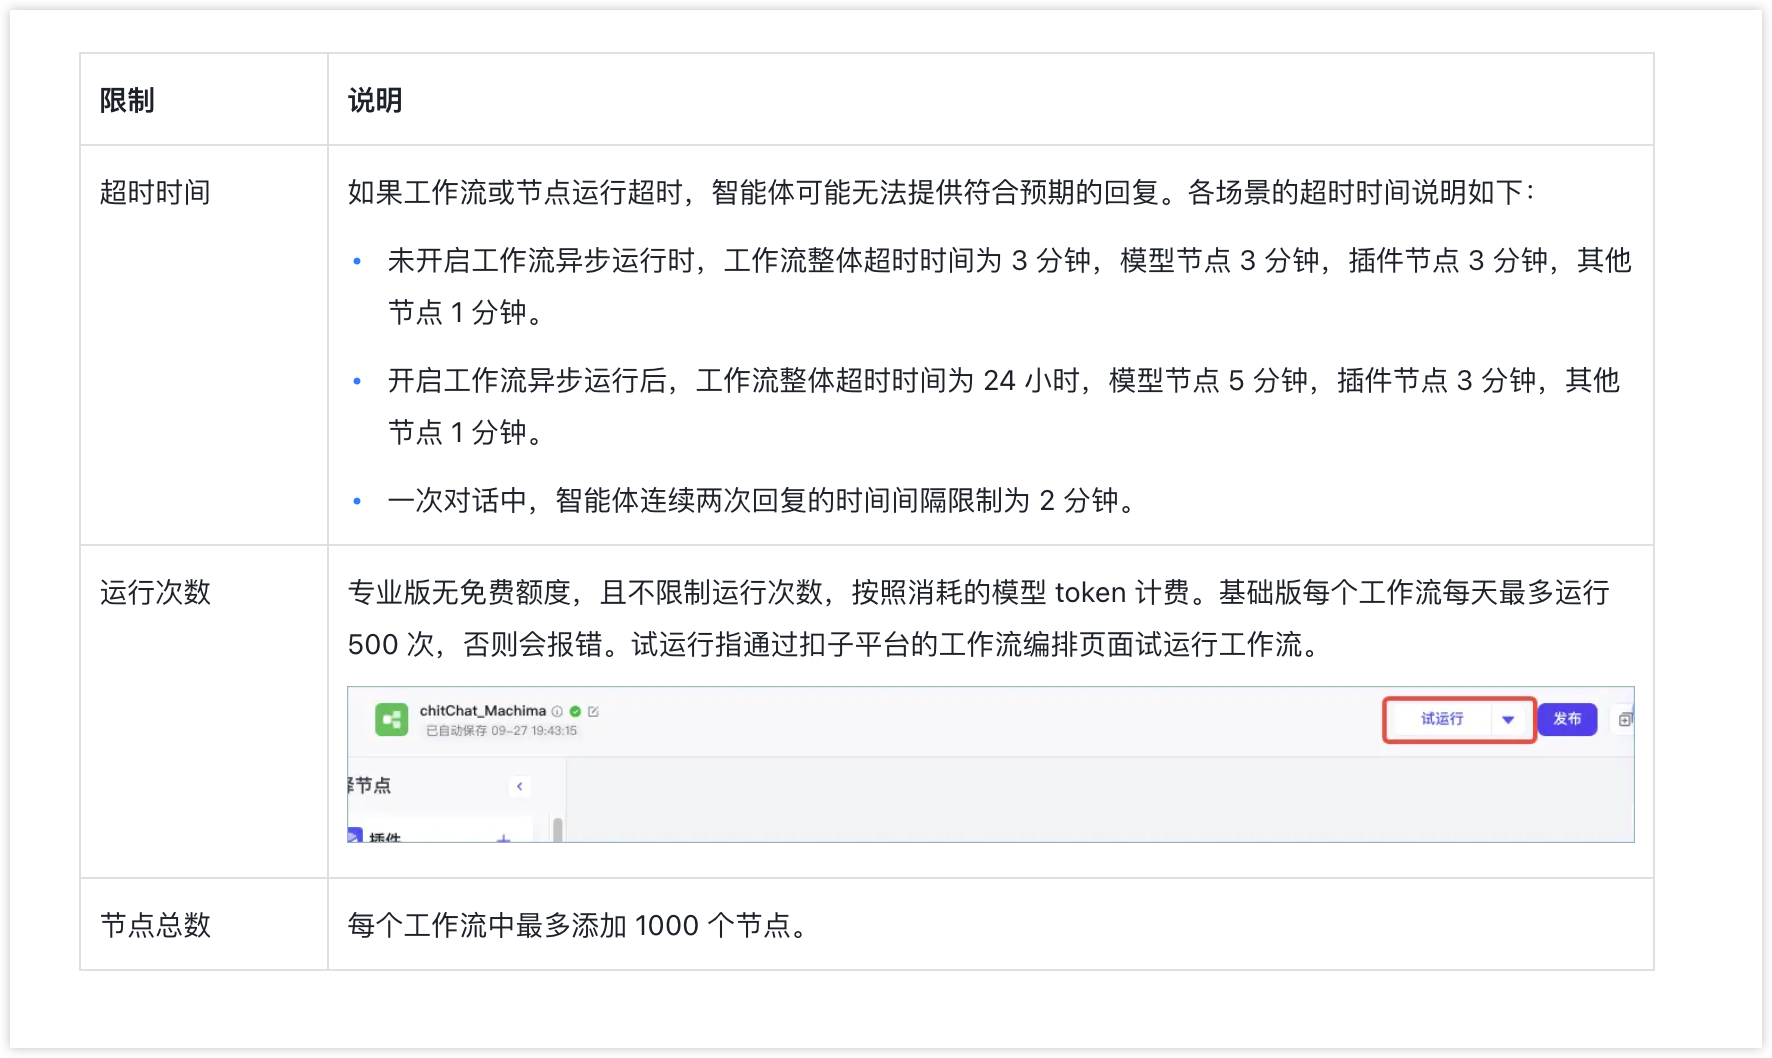 限制
说明
超时时间
如果工作流或节点运行超时，智能体可能无法提供符合预期的回复。各场景的超时时间说明如下：
• 未开启工作流异步运行时，工作流整体超时时间为 3 分钟，模型节点 3 分钟，插件节点 3 分钟，其他
节点 1 分钟。
• 开启工作流异步运行后，工作流整体超时时间为 24 小时，模型节点 5 分钟，插件节点 3 分钟，其他
节点 1 分钟。
• 一次对话中，智能体连续两次回复的时间间隔限制为 2 分钟。
运行次数
专业版无免费额度，且不限制运行次数，按照消耗的模型 token 计费。基础版每个工作流每天最多运行
500 次，否则会报错。试运行指通过扣子平台的工作流编排页面试运行工作流。
chitChat_Machima
已自动保存 09-27 19:43:15
试运行
发布
节点
插件
节点总数
每个工作流中最多添加 1000 个节点。